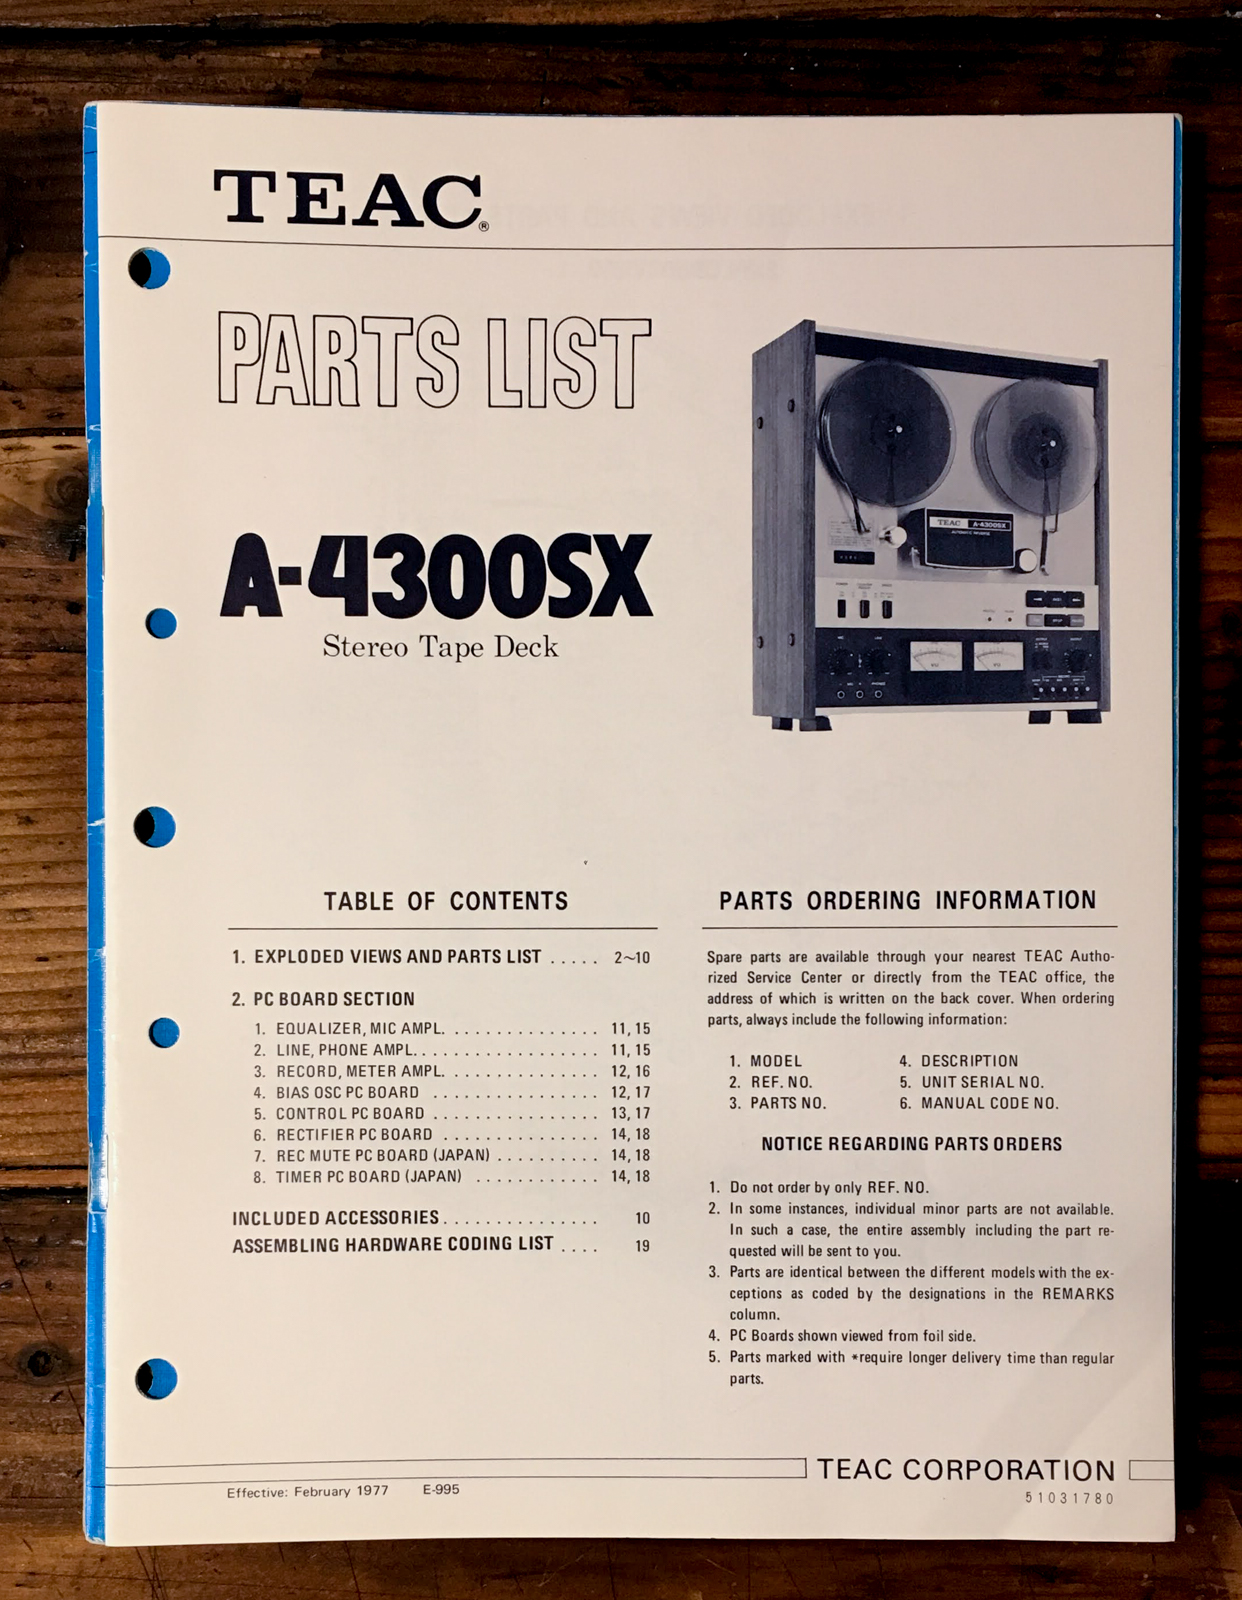 TEAC®
PARTS LIST
A-4300SX
Stereo Tape Deck
TEAC A-4300SX
TABLE OF CONTENTS
1. EXPLODED VIEWS AND PARTS LIST ..... 2~10
2. PC BOARD SECTION
1. EQUALIZER, MIC AMPL. .............. 11, 15
2. LINE, PHONE AMPL. ................. 11, 15
3. RECORD, METER AMPL. .............. 12, 16
4. BIAS OSC PC BOARD ................ 12, 17
5. CONTROL PC BOARD ................ 13, 17
6. RECTIFIER PC BOARD ............... 14, 18
7. REC MUTE PC BOARD (JAPAN) .......... 14, 18
8. TIMER PC BOARD (JAPAN) ............ 14, 18
INCLUDED ACCESSORIES ............... 10
ASSEMBLING HARDWARE CODING LIST .... 19
PARTS ORDERING INFORMATION
Spare parts are available through your nearest TEAC Autho-
rized Service Center or directly from the TEAC office, the
address of which is written on the back cover. When ordering
parts, always include the following information:
1. MODEL 4. DESCRIPTION
2. REF. NO. 5. UNIT SERIAL NO.
3. PARTS NO. 6. MANUAL CODE NO.
NOTICE REGARDING PARTS ORDERS
1. Do not order by only REF. NO.
2. In some instances, individual minor parts are not available.
In such a case, the entire assembly including the part re-
quested will be sent to you.
3. Parts are identical between the different models with the ex-
ceptions as coded by the designations in the REMARKS
column.
4. PC Boards shown viewed from foil side.
5. Parts marked with *require longer delivery time than regular
parts.
TEAC CORPORATION
Effective: February 1977 E-995
51031780